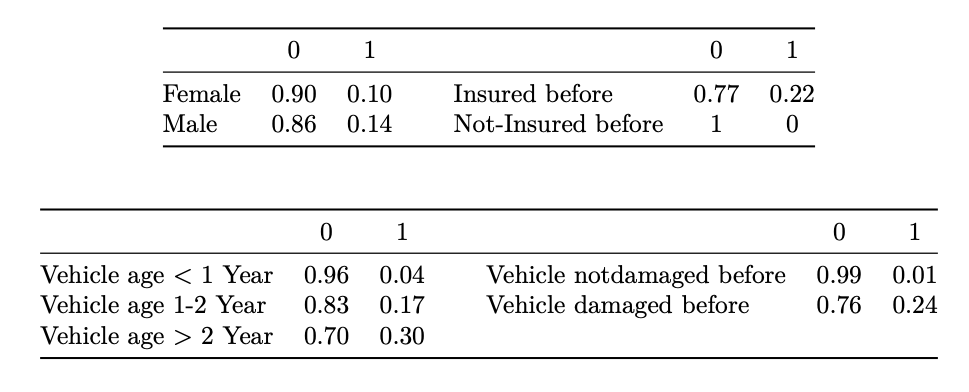 0 1 0 1
Female 0.90 0.10 Insured before 0.77 0.22
Male 0.86 0.14 Not-Insured before 1 0
0 1 0 1
Vehicle age < 1 Year 0.96 0.04 Vehicle notdamaged before 0.99 0.01
Vehicle age 1-2 Year 0.83 0.17 Vehicle damaged before 0.76 0.24
Vehicle age > 2 Year 0.70 0.30